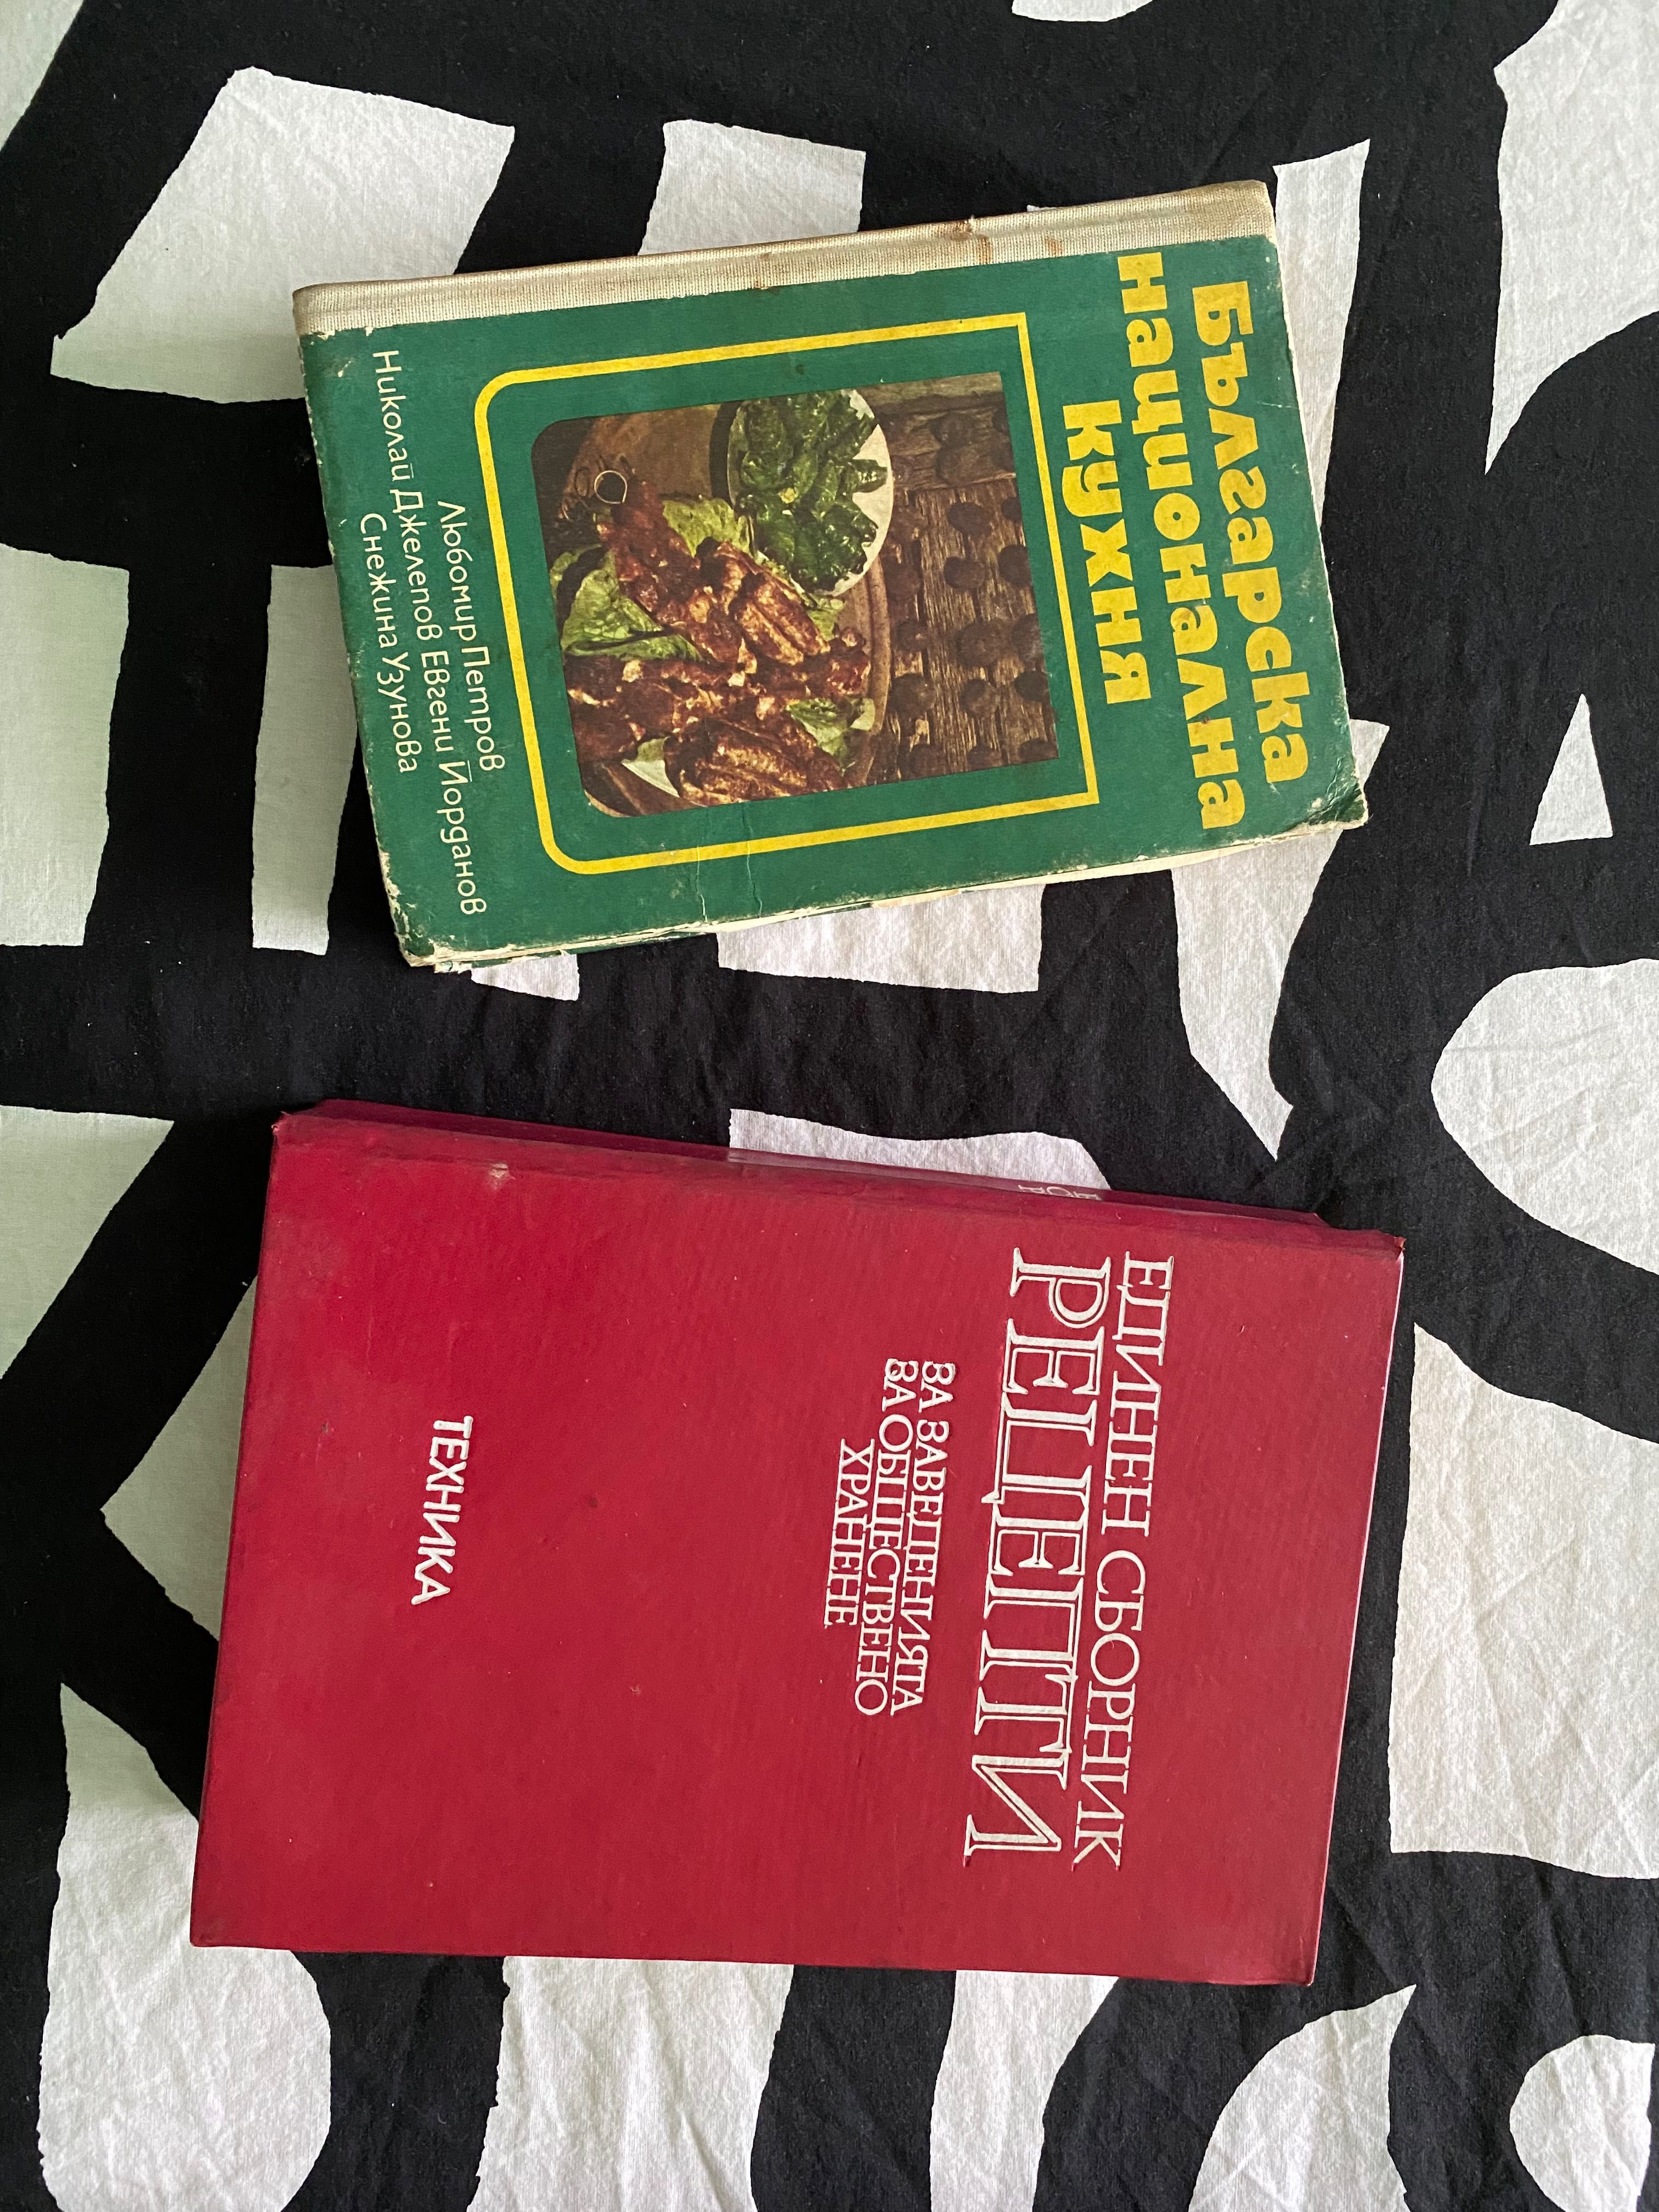 Българска
национална
кухня
Любомир Петров
Николай Джелепов Евгени Йорданов
Снежина Узунова
ЕДИНЕН СБОРНИК
РЕЦЕПТИ
ЗА ЗАВЕДЕНИЯТА
ЗА ОБЩЕСТВЕНО
ХРАНЕНЕ
ТЕХНИКА